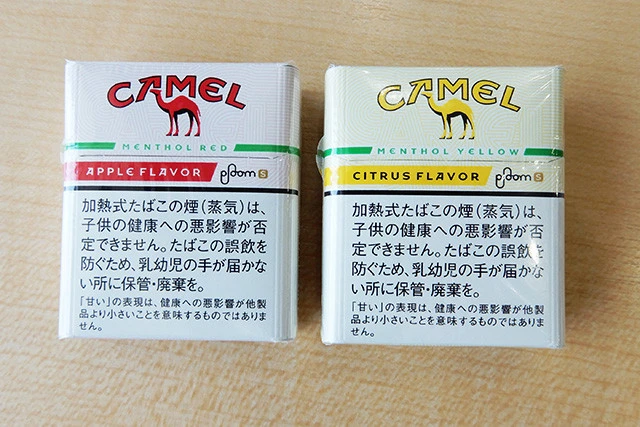 CAMEL
MENTHOL RED
APPLE FLAVOR ploom S
加熱式たばこの煙(蒸気)は、
子供の健康への悪影響が否
定できません。たばこの誤飲を
防ぐため、乳幼児の手が届かな
い所に保管・廃棄を。
「甘い」の表現は、健康への悪影響が他製
品より小さいことを意味するものではありま
せん。
CAMEL
MENTHOL YELLOW
CITRUS FLAVOR ploom S
加熱式たばこの煙(蒸気)は、
子供の健康への悪影響が否
定できません。たばこの誤飲を
防ぐため、乳幼児の手が届かな
い所に保管・廃棄を。
「甘い」の表現は、健康への悪影響が他製
品より小さいことを意味するものではありま
せん。